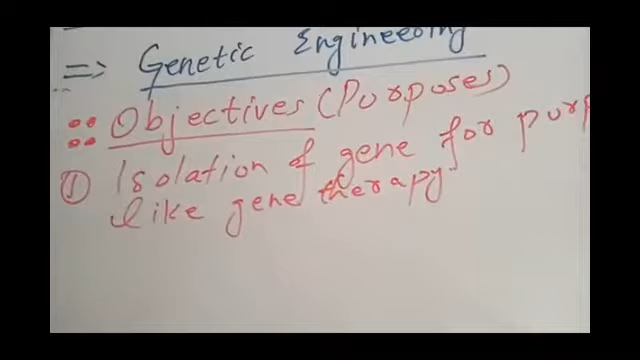 => Genetic Engineering
:: Objectives (Purposes)
① Isolation of gene for purp
like gene therapy